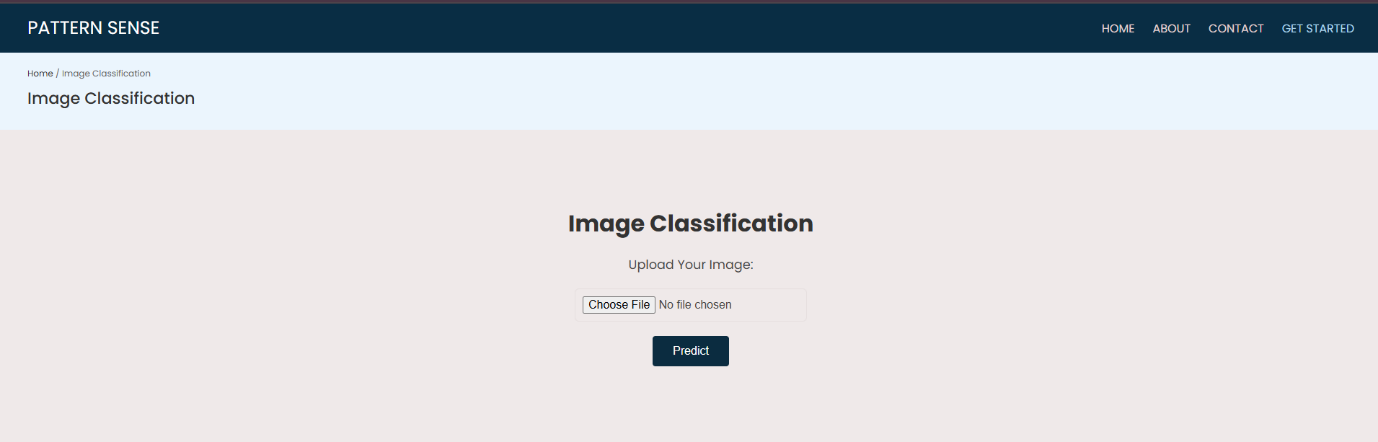 PATTERN SENSE HOME ABOUT CONTACT GET STARTED
Home / Image Classification
Image Classification
Image Classification
Upload Your Image:
Choose File No file chosen
Predict